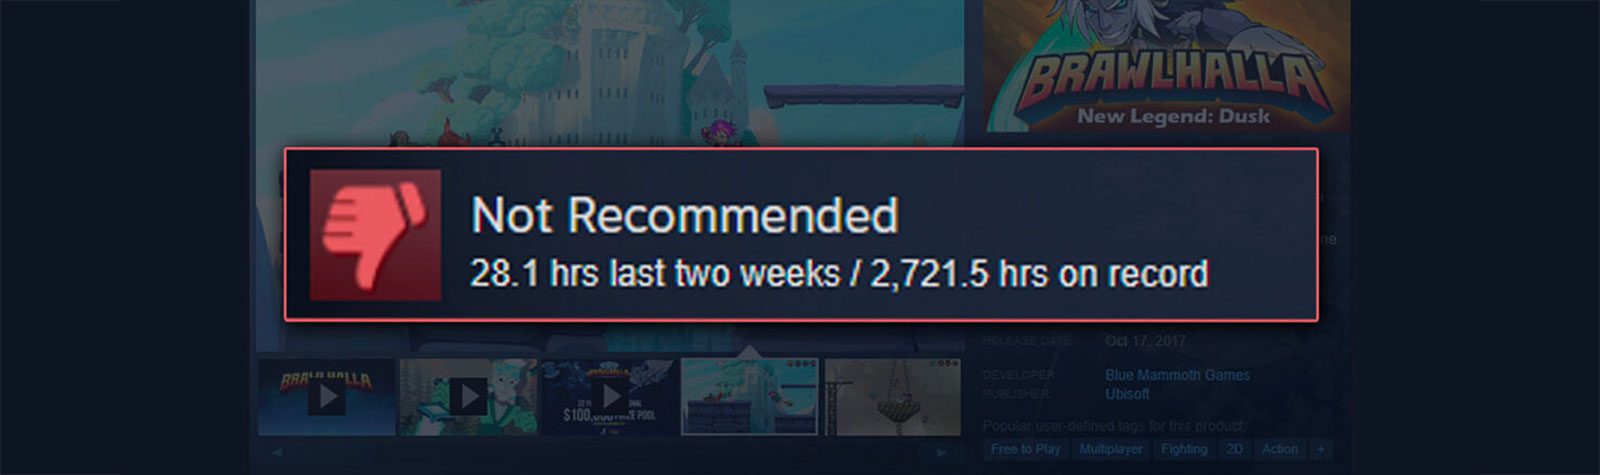 BRAWLHALLA
New Legend: Dusk
Not Recommended
28.1 hrs last two weeks / 2,721.5 hrs on record
RELEASE DATE: Oct 17, 2017
DEVELOPER: Blue Mammoth Games
PUBLISHER: Ubisoft
BRAWLHALLA
$100,000 PRIZE POOL
Popular user-defined tags for this product:
Free to Play Multiplayer Fighting 2D Action +